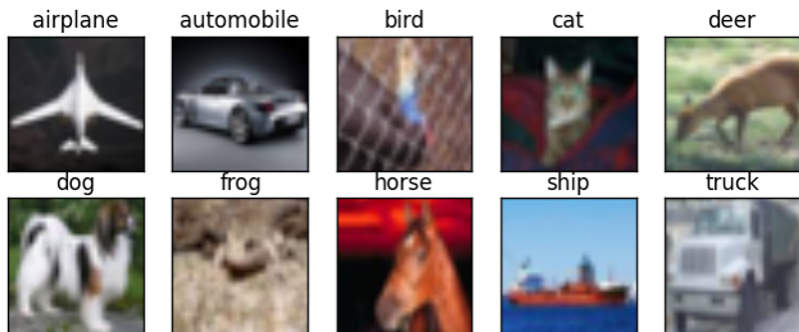 airplane automobile bird cat deer
dog frog horse ship truck